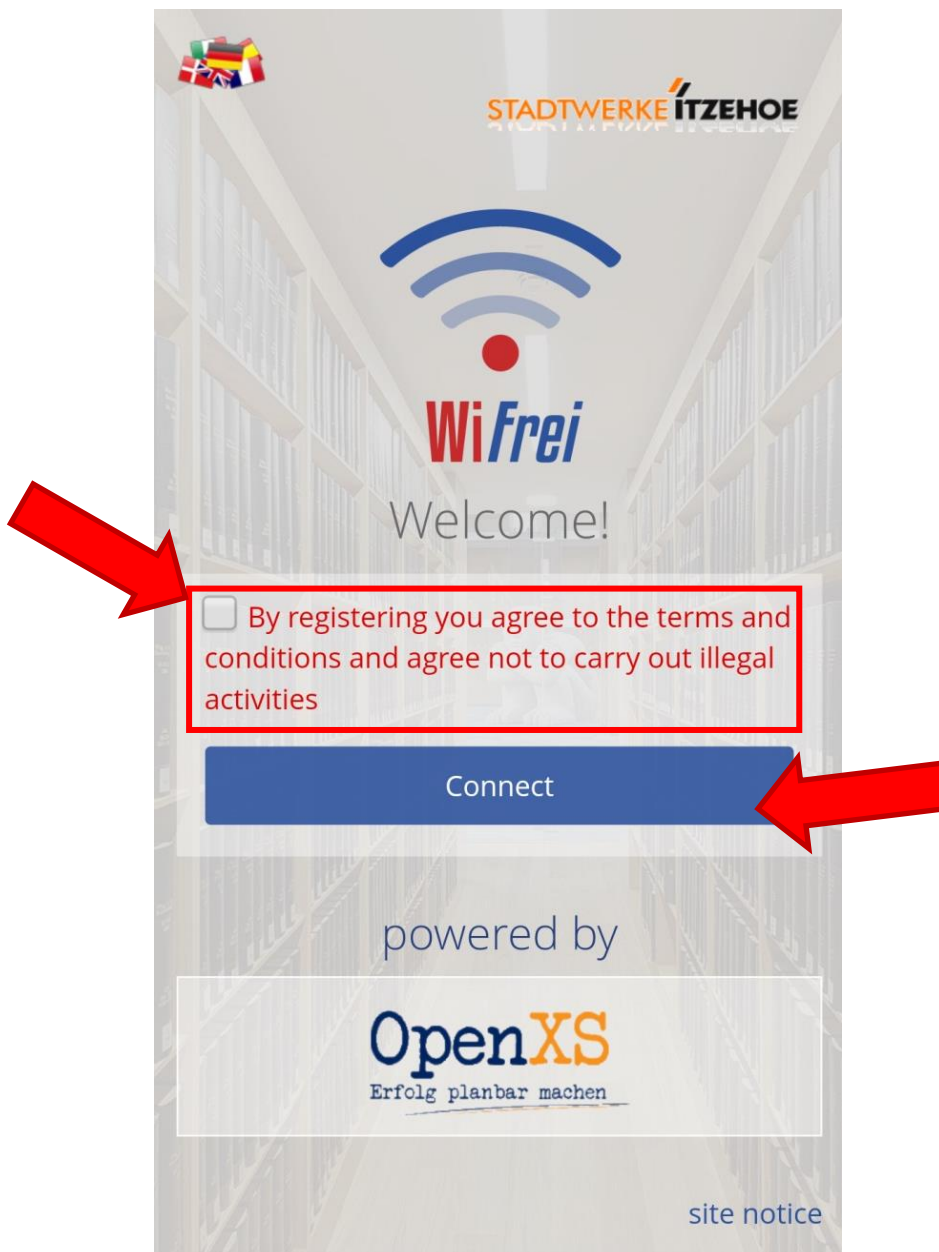 STADTWERKE ITZEHOE
WiFrei
Welcome!
By registering you agree to the terms and
conditions and agree not to carry out illegal
activities
Connect
powered by
OpenXS
Erfolg planbar machen
site notice